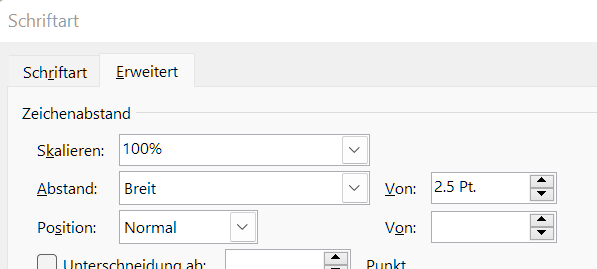 Schriftart
Schriftart Erweitert
Zeichenabstand
Skalieren: 100%
Abstand: Breit Von: 2.5 Pt.
Position: Normal Von:
Unterschneidung ab: Punkt